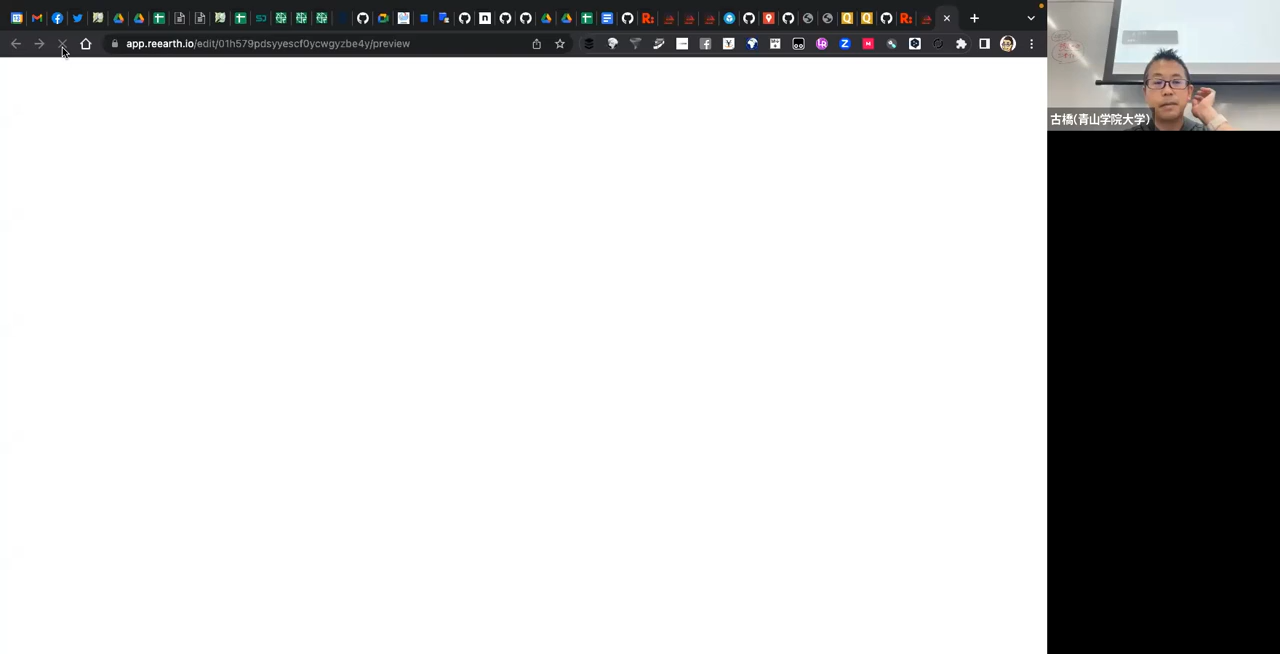 app.reearth.io/edit/01h579pdsyyescf0ycwgyzbe4y/preview
古橋(青山学院大学)